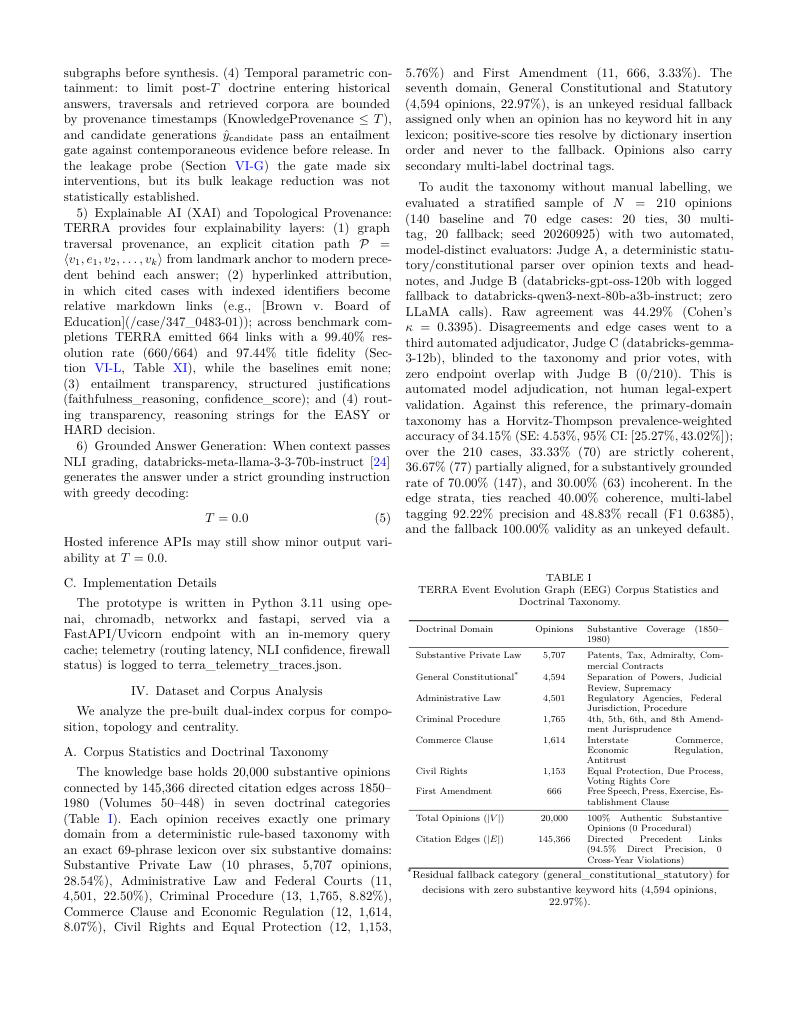 subgraphs before synthesis. (4) Temporal parametric con-
tainment: to limit post-T doctrine entering historical
answers, traversals and retrieved corpora are bounded
by provenance timestamps (KnowledgeProvenance ≤ T),
and candidate generations ŷcandidate pass an entailment
gate against contemporaneous evidence before release. In
the leakage probe (Section VI-G) the gate made six
interventions, but its bulk leakage reduction was not
statistically established.
5) Explainable AI (XAI) and Topological Provenance:
TERRA provides four explainability layers: (1) graph
traversal provenance, an explicit citation path P =
⟨v1, e1, v2, . . . , vk⟩ from landmark anchor to modern prece-
dent behind each answer; (2) hyperlinked attribution,
in which cited cases with indexed identifiers become
relative markdown links (e.g., [Brown v. Board of
Education](/case/347_0483-01)); across benchmark com-
pletions TERRA emitted 664 links with a 99.40% res-
olution rate (660/664) and 97.44% title fidelity (Sec-
tion VI-L, Table XI), while the baselines emit none;
(3) entailment transparency, structured justifications
(faithfulness_reasoning, confidence_score); and (4) rout-
ing transparency, reasoning strings for the EASY or
HARD decision.
6) Grounded Answer Generation: When context passes
NLI grading, databricks-meta-llama-3-3-70b-instruct [24]
generates the answer under a strict grounding instruction
with greedy decoding:
T = 0.0 (5)
Hosted inference APIs may still show minor output vari-
ability at T = 0.0.
C. Implementation Details
The prototype is written in Python 3.11 using ope-
nai, chromadb, networkx and fastapi, served via a
FastAPI/Uvicorn endpoint with an in-memory query
cache; telemetry (routing latency, NLI confidence, firewall
status) is logged to terra_telemetry_traces.json.
IV. Dataset and Corpus Analysis
We analyze the pre-built dual-index corpus for compo-
sition, topology and centrality.
A. Corpus Statistics and Doctrinal Taxonomy
The knowledge base holds 20,000 substantive opinions
connected by 145,366 directed citation edges across 1850–
1980 (Volumes 50–448) in seven doctrinal categories
(Table I). Each opinion receives exactly one primary
domain from a deterministic rule-based taxonomy with
an exact 69-phrase lexicon over six substantive domains:
Substantive Private Law (10 phrases, 5,707 opinions,
28.54%), Administrative Law and Federal Courts (11,
4,501, 22.50%), Criminal Procedure (13, 1,765, 8.82%),
Commerce Clause and Economic Regulation (12, 1,614,
8.07%), Civil Rights and Equal Protection (12, 1,153,
5.76%) and First Amendment (11, 666, 3.33%). The
seventh domain, General Constitutional and Statutory
(4,594 opinions, 22.97%), is an unkeyed residual fallback
assigned only when an opinion has no keyword hit in any
lexicon; positive-score ties resolve by dictionary insertion
order and never to the fallback. Opinions also carry
secondary multi-label doctrinal tags.
To audit the taxonomy without manual labelling, we
evaluated a stratified sample of N = 210 opinions
(140 baseline and 70 edge cases: 20 ties, 30 multi-
tag, 20 fallback; seed 20260925) with two automated,
model-distinct evaluators: Judge A, a deterministic statu-
tory/constitutional parser over opinion texts and head-
notes, and Judge B (databricks-gpt-oss-120b with logged
fallback to databricks-qwen3-next-80b-a3b-instruct; zero
LLaMA calls). Raw agreement was 44.29% (Cohen's
κ = 0.3395). Disagreements and edge cases went to a
third automated adjudicator, Judge C (databricks-gemma-
3-12b), blinded to the taxonomy and prior votes, with
zero endpoint overlap with Judge B (0/210). This is
automated model adjudication, not human legal-expert
validation. Against this reference, the primary-domain
taxonomy has a Horvitz-Thompson prevalence-weighted
accuracy of 34.15% (SE: 4.53%, 95% CI: [25.27%, 43.02%]);
over the 210 cases, 33.33% (70) are strictly coherent,
36.67% (77) partially aligned, for a substantively grounded
rate of 70.00% (147), and 30.00% (63) incoherent. In the
edge strata, ties reached 40.00% coherence, multi-label
tagging 92.22% precision and 48.83% recall (F1 0.6385),
and the fallback 100.00% validity as an unkeyed default.
TABLE I
TERRA Event Evolution Graph (EEG) Corpus Statistics and
Doctrinal Taxonomy.
Doctrinal Domain Opinions Substantive Coverage (1850–
1980)
Substantive Private Law 5,707 Patents, Tax, Admiralty, Com-
mercial Contracts
General Constitutional* 4,594 Separation of Powers, Judicial
Review, Supremacy
Administrative Law 4,501 Regulatory Agencies, Federal
Jurisdiction, Procedure
Criminal Procedure 1,765 4th, 5th, 6th, and 8th Amend-
ment Jurisprudence
Commerce Clause 1,614 Interstate Commerce,
Economic Regulation,
Antitrust
Civil Rights 1,153 Equal Protection, Due Process,
Voting Rights Core
First Amendment 666 Free Speech, Press, Exercise, Es-
tablishment Clause
Total Opinions (|V|) 20,000 100% Authentic Substantive
Opinions (0 Procedural)
Citation Edges (|E|) 145,366 Directed Precedent Links
(94.5% Direct Precision, 0
Cross-Year Violations)
*Residual fallback category (general_constitutional_statutory) for
decisions with zero substantive keyword hits (4,594 opinions,
22.97%).